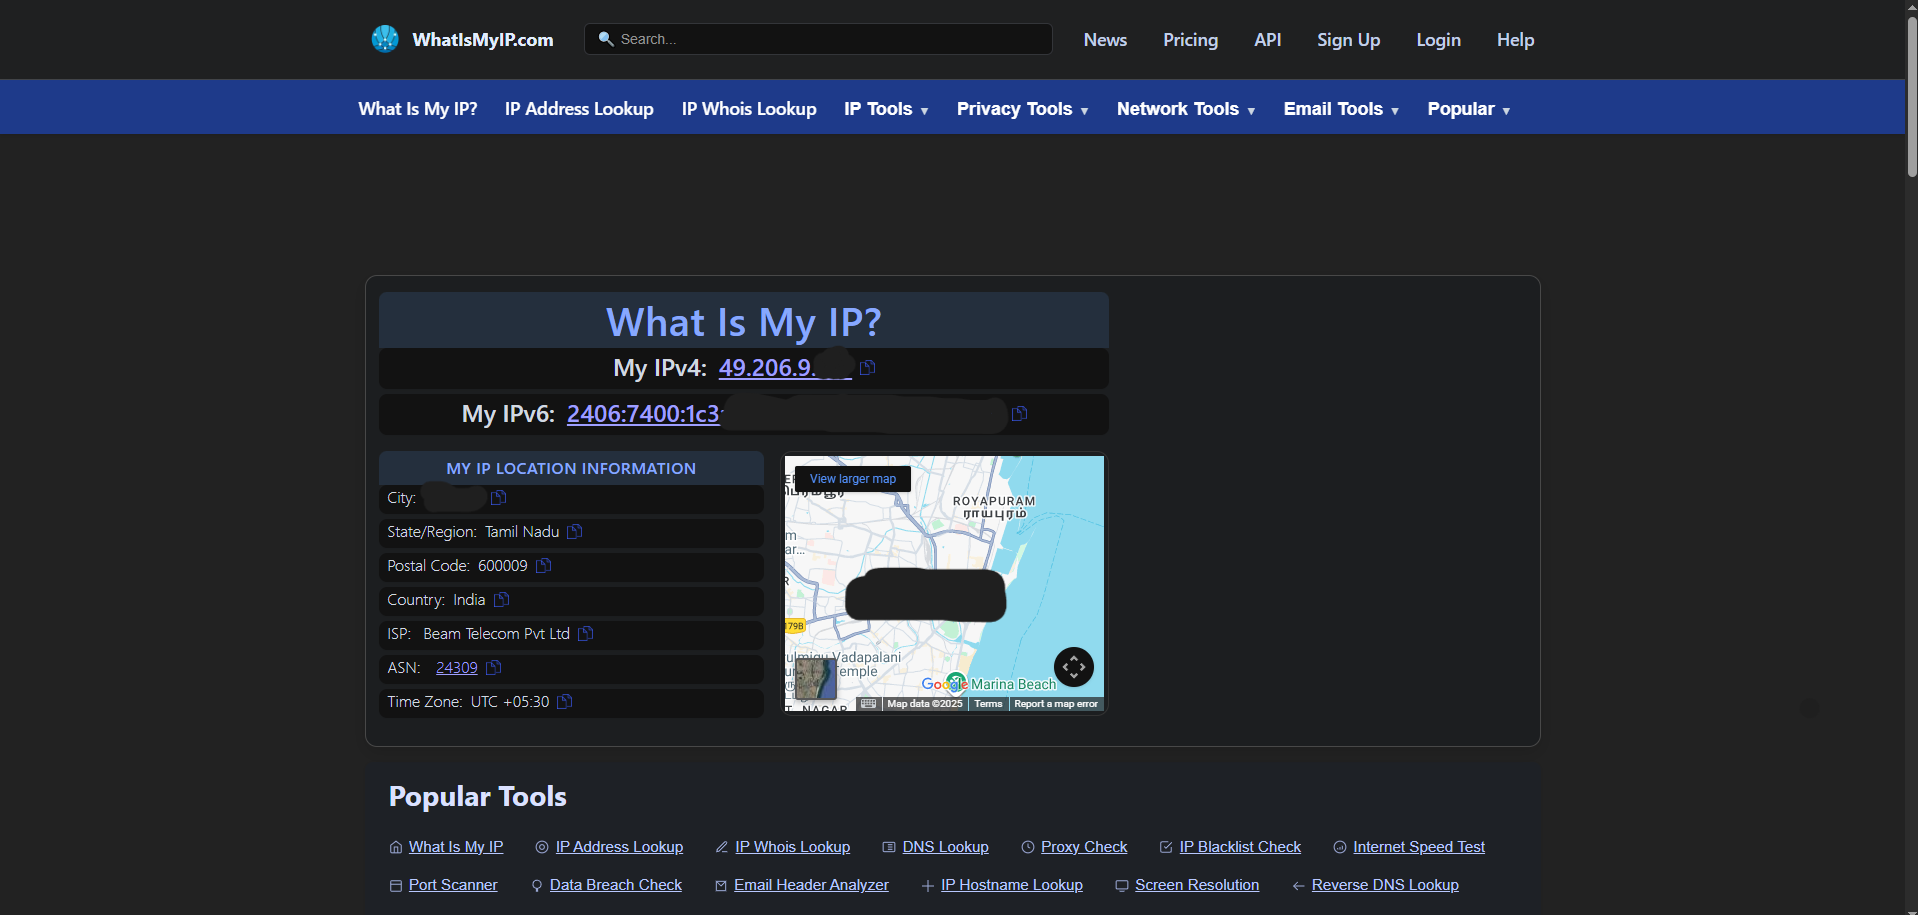 WhatIsMyIP.com
Search...
News Pricing API Sign Up Login Help
What Is My IP? IP Address Lookup IP Whois Lookup IP Tools ▼ Privacy Tools ▼ Network Tools ▼ Email Tools ▼ Popular ▼
What Is My IP?
My IPv4: 49.206.9.
My IPv6: 2406:7400:1c3
MY IP LOCATION INFORMATION
City:
State/Region: Tamil Nadu
Postal Code: 600009
Country: India
ISP: Beam Telecom Pvt Ltd
ASN: 24309
Time Zone: UTC +05:30
View larger map
ROYAPURAM
ராயபுரம்
179B
Vadapalani
Temple
Google
Marina Beach
T. NAGAR
Map data ©2025 Terms Report a map error
Popular Tools
What Is My IP IP Address Lookup IP Whois Lookup DNS Lookup Proxy Check IP Blacklist Check Internet Speed Test
Port Scanner Data Breach Check Email Header Analyzer IP Hostname Lookup Screen Resolution Reverse DNS Lookup